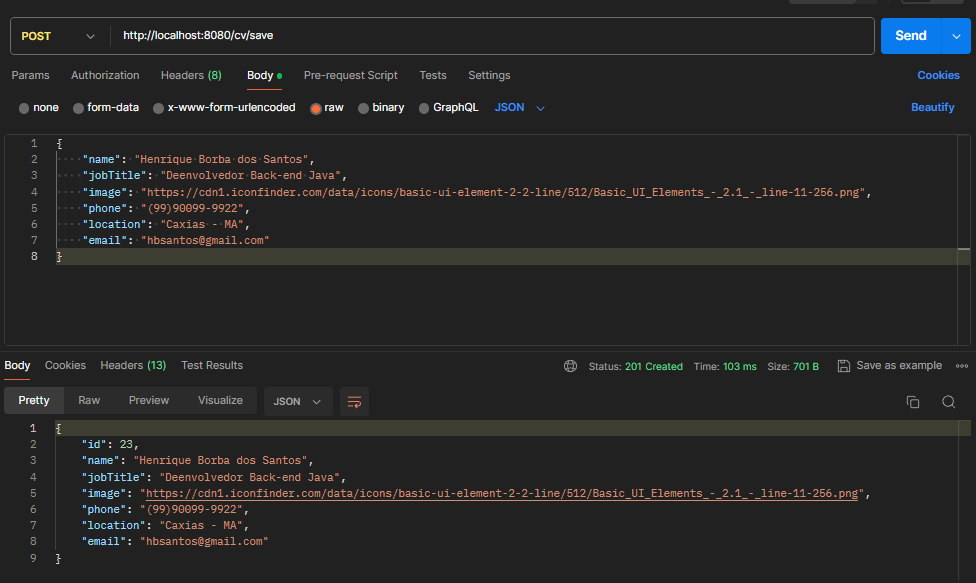 POST http://localhost:8080/cv/save Send
Params Authorization Headers (8) Body Pre-request Script Tests Settings Cookies
none form-data x-www-form-urlencoded raw binary GraphQL JSON Beautify
1 {
2 "name": "Henrique Borba dos Santos",
3 "jobTitle": "Deenvolvedor Back-end Java",
4 "image": "https://cdn1.iconfinder.com/data/icons/basic-ui-element-2-2-line/512/Basic_UI_Elements_-_2.1_-_line-11-256.png",
5 "phone": "(99)90099-9922",
6 "location": "Caxias - MA",
7 "email": "hbsantos@gmail.com"
8 }
Body Cookies Headers (13) Test Results Status: 201 Created Time: 103 ms Size: 701 B Save as example
Pretty Raw Preview Visualize JSON
1 {
2 "id": 23,
3 "name": "Henrique Borba dos Santos",
4 "jobTitle": "Deenvolvedor Back-end Java",
5 "image": "https://cdn1.iconfinder.com/data/icons/basic-ui-element-2-2-line/512/Basic_UI_Elements_-_2.1_-_line-11-256.png",
6 "phone": "(99)90099-9922",
7 "location": "Caxias - MA",
8 "email": "hbsantos@gmail.com"
9 }